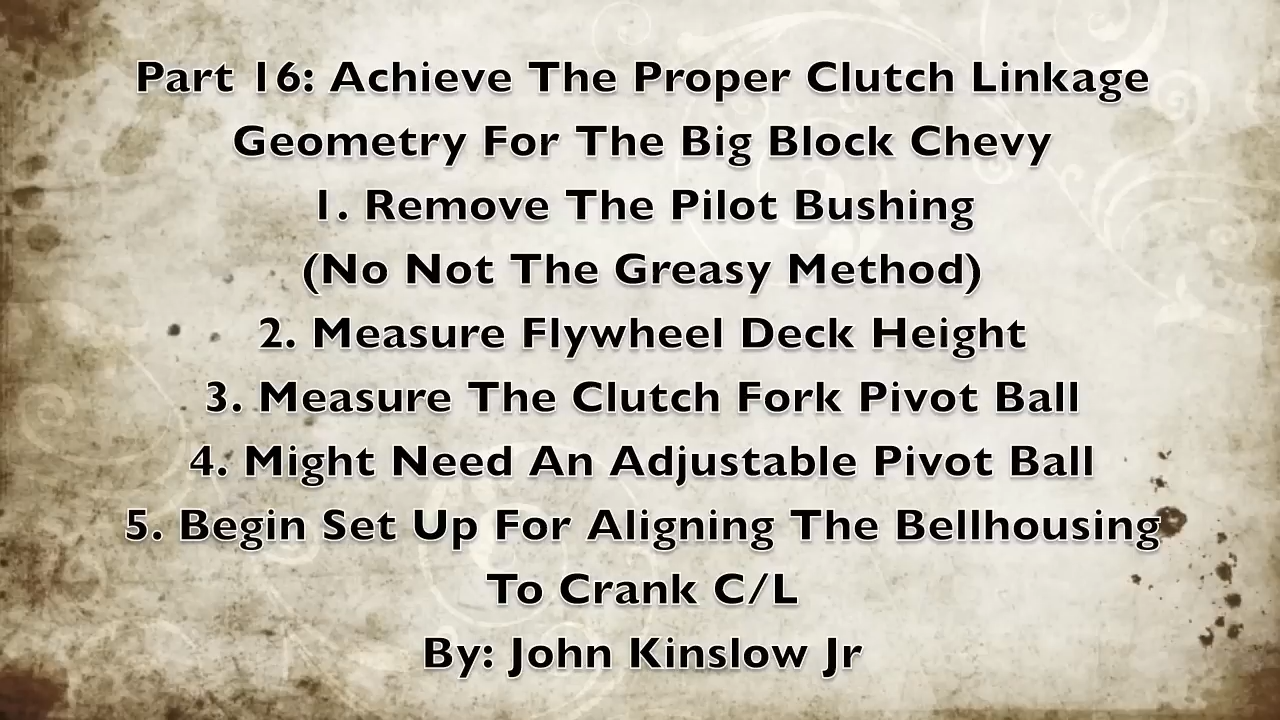 Part 16: Achieve The Proper Clutch Linkage
Geometry For The Big Block Chevy
1. Remove The Pilot Bushing
(No Not The Greasy Method)
2. Measure Flywheel Deck Height
3. Measure The Clutch Fork Pivot Ball
4. Might Need An Adjustable Pivot Ball
5. Begin Set Up For Aligning The Bellhousing
To Crank C/L
By: John Kinslow Jr